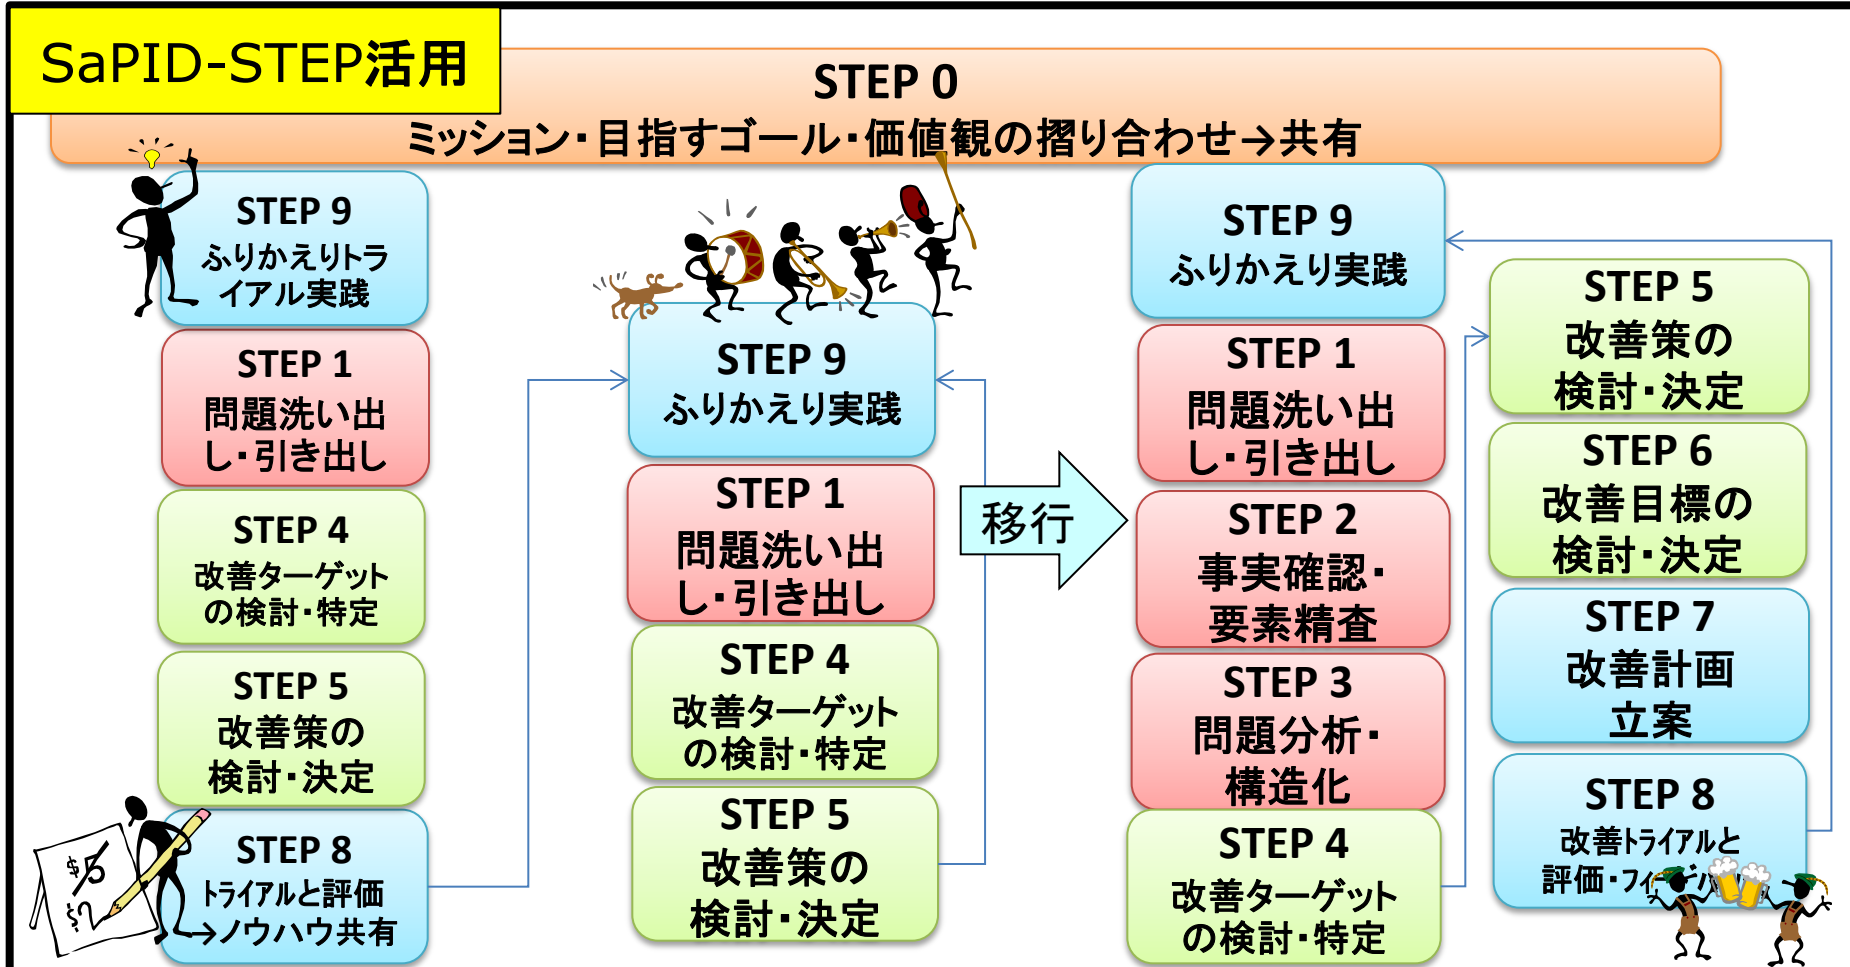 SaPID-STEP活用
STEP 0
ミッション・目指すゴール・価値観の摺り合わせ→共有
STEP 9
ふりかえりトラ
イアル実践
STEP 1
問題洗い出
し・引き出し
STEP 4
改善ターゲット
の検討・特定
STEP 5
改善策の
検討・決定
STEP 8
トライアルと評価
→ノウハウ共有
$5
STEP 9
ふりかえり実践
STEP 1
問題洗い出
し・引き出し
STEP 4
改善ターゲット
の検討・特定
STEP 5
改善策の
検討・決定
移行
STEP 9
ふりかえり実践
STEP 1
問題洗い出
し・引き出し
STEP 2
事実確認・
要素精査
STEP 3
問題分析・
構造化
STEP 4
改善ターゲット
の検討・特定
STEP 5
改善策の
検討・決定
STEP 6
改善目標の
検討・決定
STEP 7
改善計画
立案
STEP 8
改善トライアルと
評価・